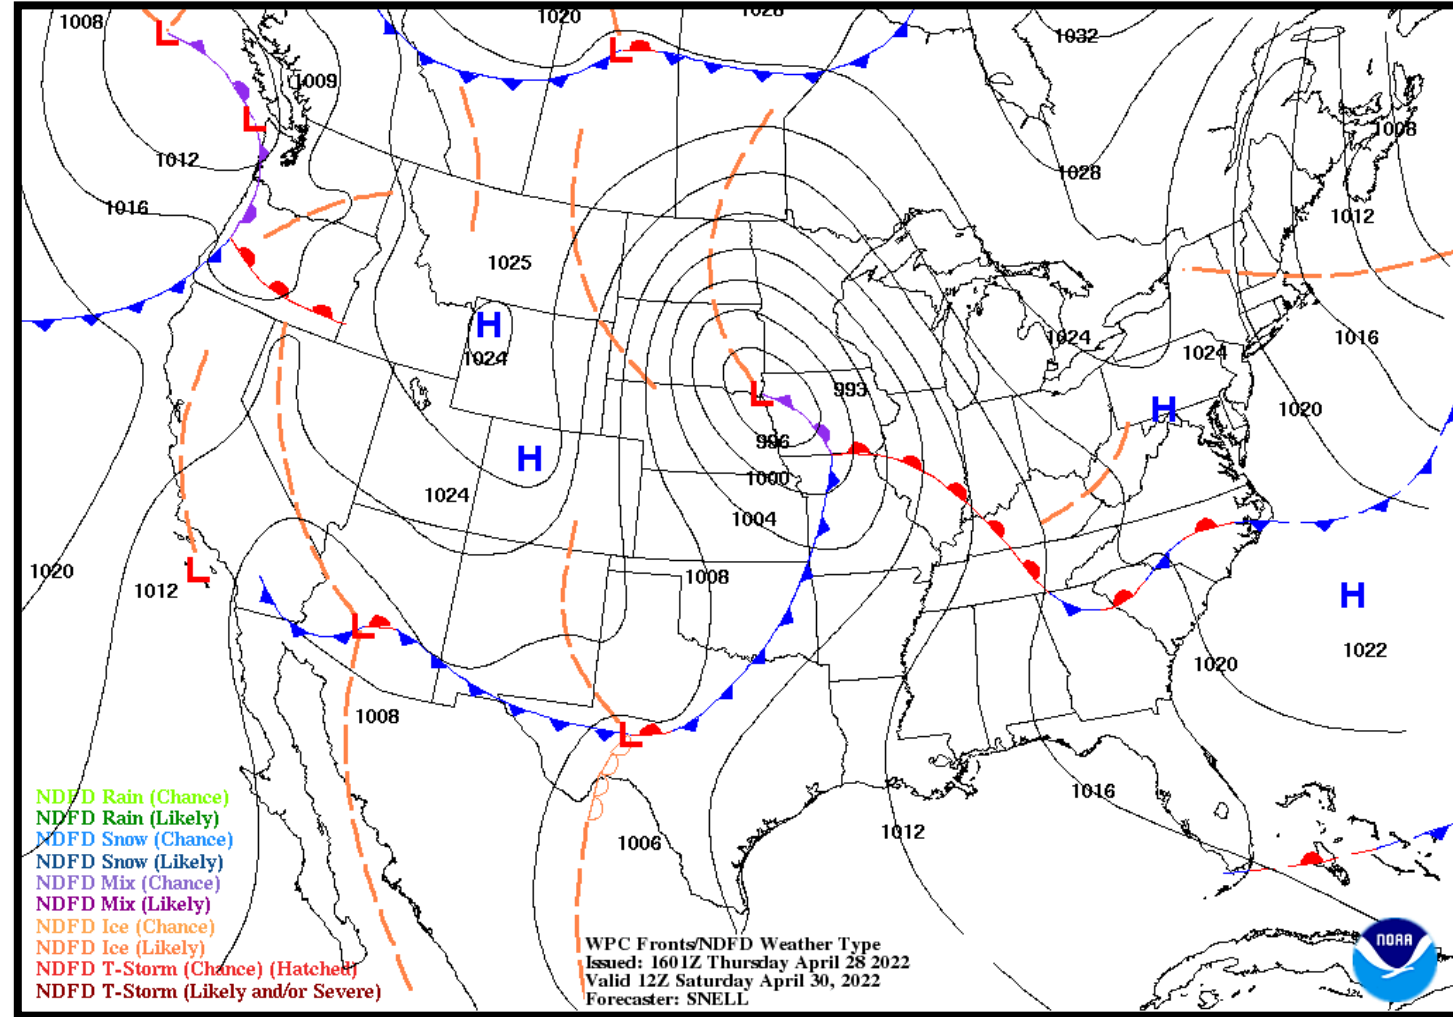 1008
1020
1028
1032
1009
1008
1012
1028
1016
1012
1025
1024
1024
1024
1016
993
1020
996
1000
1024
1004
1020
1012
1008
1022
1020
1008
1016
1012
1006
L
L
L
H
L
H
H
L
L
H
L
NDFD Rain (Chance)
NDFD Rain (Likely)
NDFD Snow (Chance)
NDFD Snow (Likely)
NDFD Mix (Chance)
NDFD Mix (Likely)
NDFD Ice (Chance)
NDFD Ice (Likely)
NDFD T-Storm (Chance) (Hatched)
NDFD T-Storm (Likely and/or Severe)
WPC Fronts/NDFD Weather Type
Issued: 1601Z Thursday April 28 2022
Valid 12Z Saturday April 30, 2022
Forecaster: SNELL
NOAA